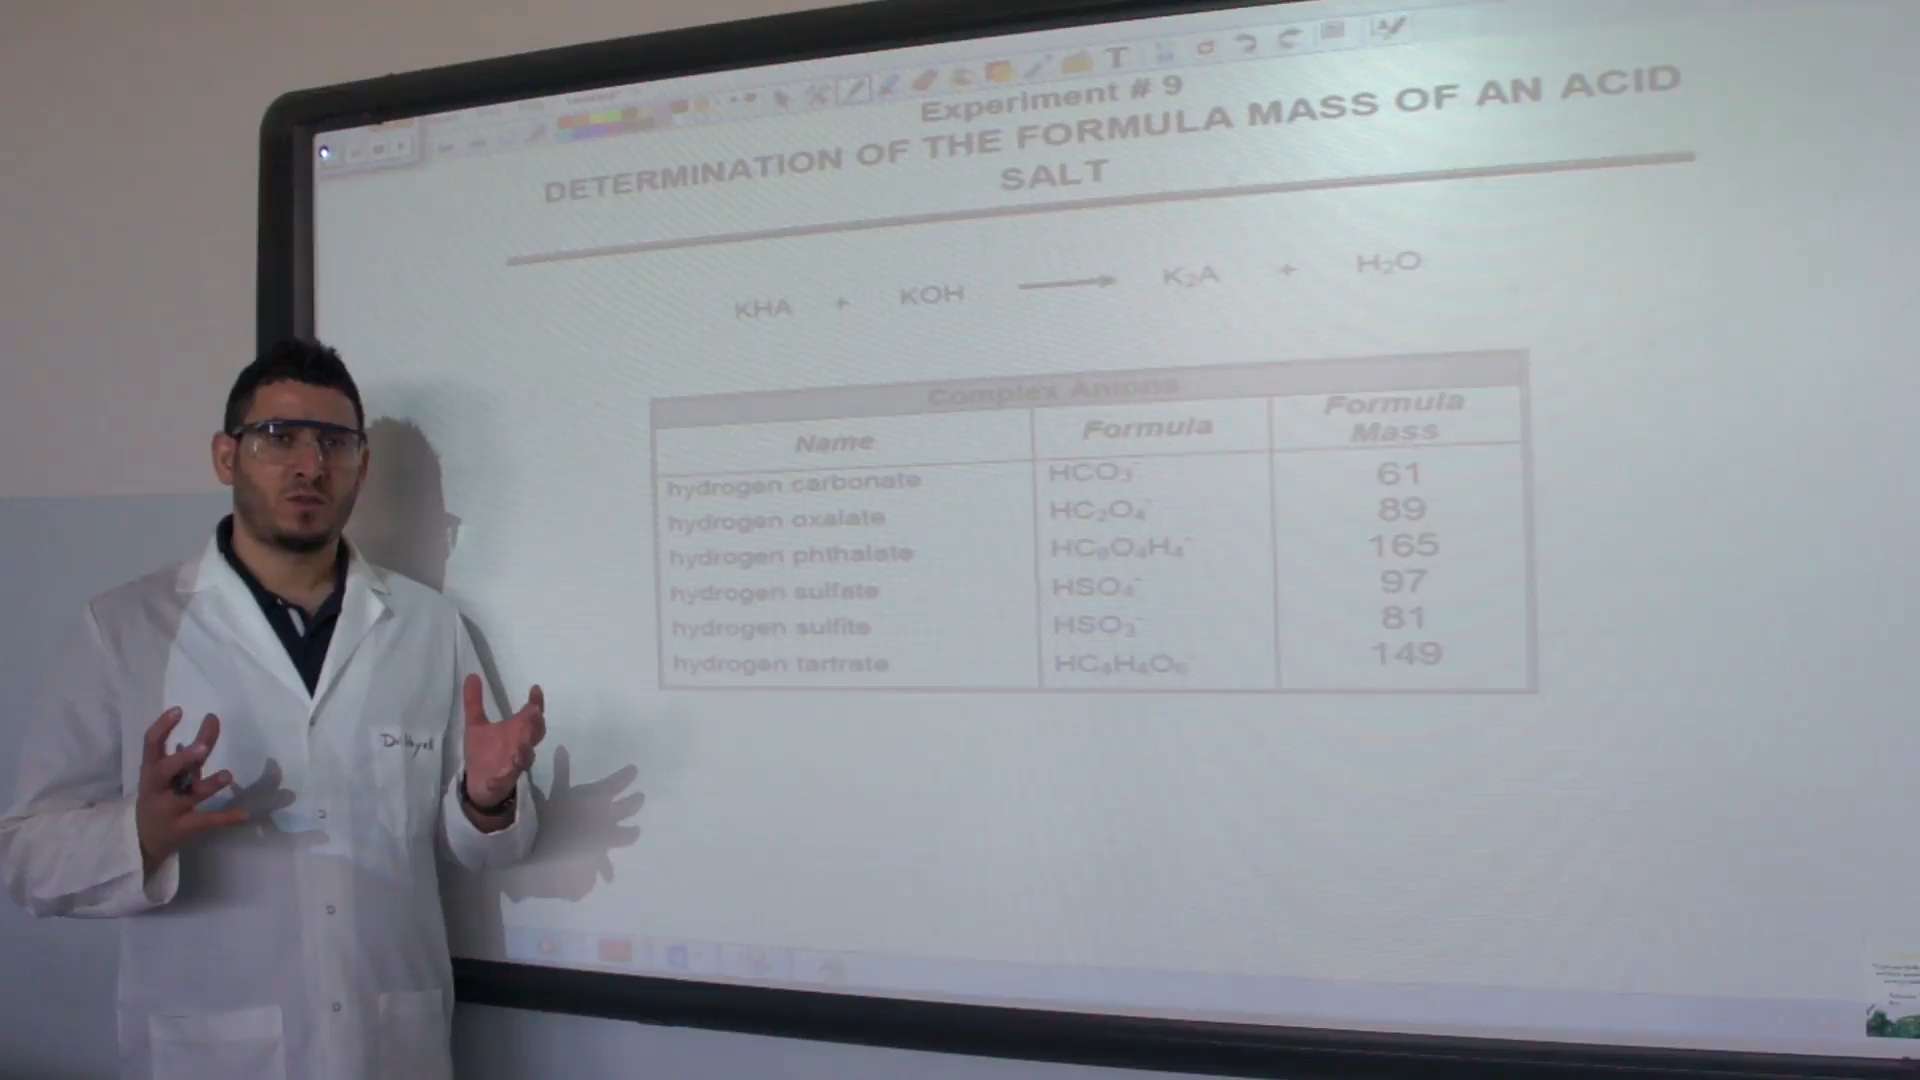 T
Experiment # 9
DETERMINATION OF THE FORMULA MASS OF AN ACID
SALT
KHA + KOH ⟶ K₂A + H₂O
Complex Anions
Name Formula Formula Mass
hydrogen carbonate HCO₃⁻ 61
hydrogen oxalate HC₂O₄⁻ 89
hydrogen phthalate HC₈O₄H₄⁻ 165
hydrogen sulfate HSO₄⁻ 97
hydrogen sulfite HSO₃⁻ 81
hydrogen tartrate HC₄H₄O₆⁻ 149